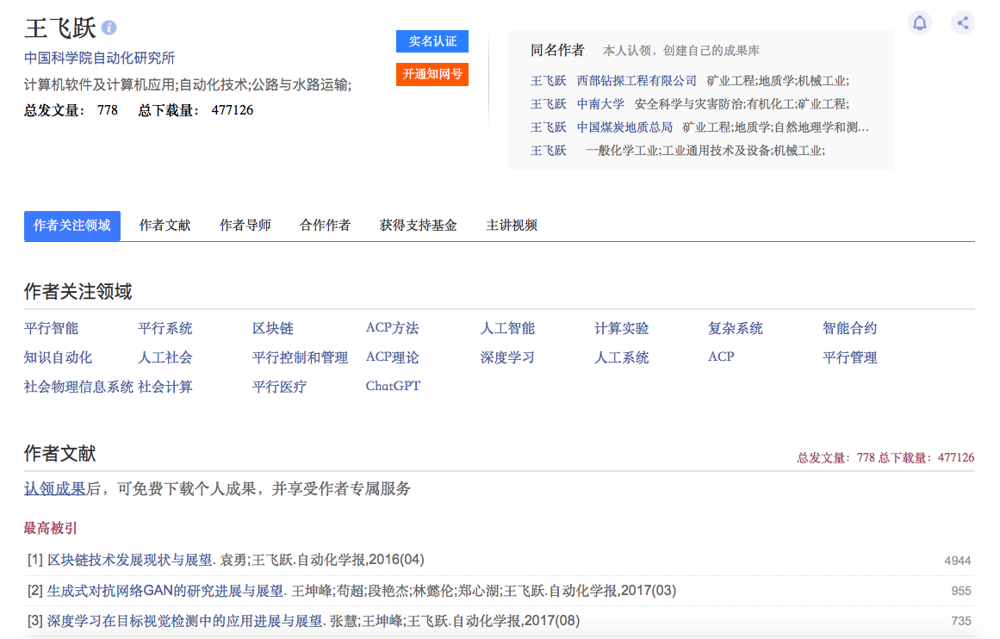 王飞跃
中国科学院自动化研究所
计算机软件及计算机应用;自动化技术;公路与水路运输;
总发文量： 778 总下载量： 477126
实名认证
开通知网号
同名作者 本人认领，创建自己的成果库
王飞跃 西部钻探工程有限公司 矿业工程;地质学;机械工业;
王飞跃 中南大学 安全科学与灾害防治;有机化工;矿业工程;
王飞跃 中国煤炭地质总局 矿业工程;地质学;自然地理学和测...
王飞跃 一般化学工业;工业通用技术及设备;机械工业;
作者关注领域 作者文献 作者导师 合作作者 获得支持基金 主讲视频
作者关注领域
平行智能 平行系统 区块链 ACP方法 人工智能 计算实验 复杂系统 智能合约
知识自动化 人工社会 平行控制和管理 ACP理论 深度学习 人工系统 ACP 平行管理
社会物理信息系统 社会计算 平行医疗 ChatGPT
作者文献 总发文量：778 总下载量：477126
认领成果后，可免费下载个人成果，并享受作者专属服务
最高被引
[1] 区块链技术发展现状与展望. 袁勇;王飞跃.自动化学报,2016(04) 4944
[2] 生成式对抗网络GAN的研究进展与展望. 王坤峰;苟超;段艳杰;林懿伦;郑心湖;王飞跃.自动化学报,2017(03) 955
[3] 深度学习在目标视觉检测中的应用进展与展望. 张慧;王坤峰;王飞跃.自动化学报,2017(08) 735